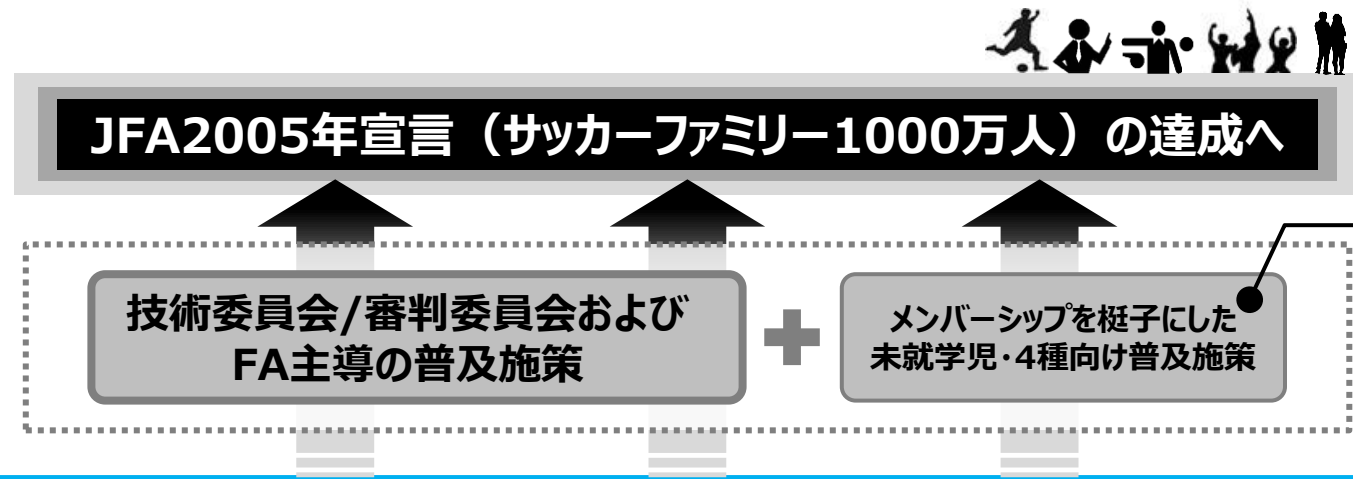 JFA2005年宣言（サッカーファミリー1000万人）の達成へ
技術委員会/審判委員会および
FA主導の普及施策
メンバーシップを梃子にした
未就学児・4種向け普及施策